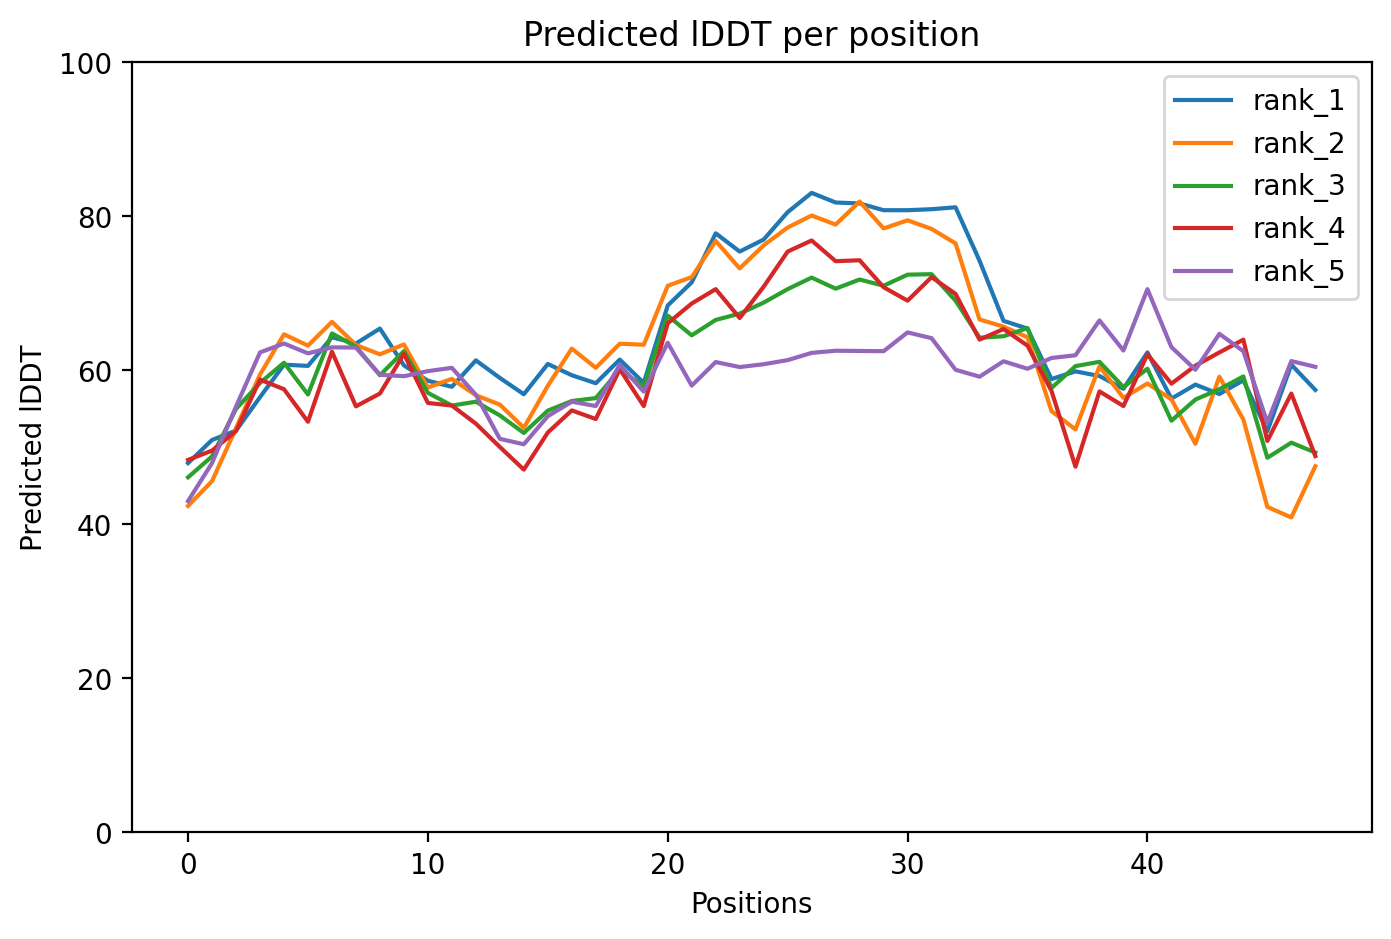 Predicted lDDT per position
100
80
60
40
20
0
Predicted lDDT
0 10 20 30 40
Positions
rank_1
rank_2
rank_3
rank_4
rank_5